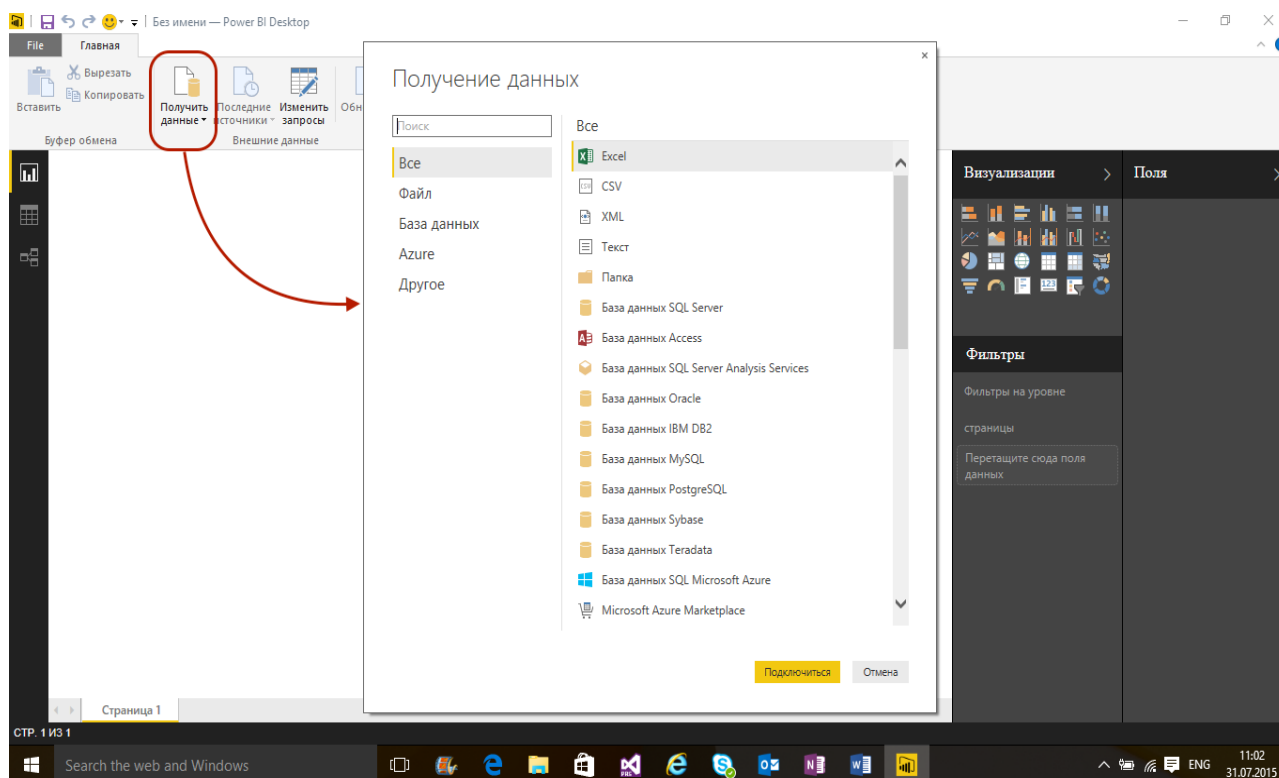 Без имени — Power BI Desktop
File
Главная
Вставить
Вырезать
Копировать
Буфер обмена
Получить
данные
Последние
источники
Изменить
запросы
Внешние данные
Получение данных
Поиск
Все
Файл
База данных
Azure
Другое
Все
Excel
CSV
XML
Текст
Папка
База данных SQL Server
База данных Access
База данных SQL Server Analysis Services
База данных Oracle
База данных IBM DB2
База данных MySQL
База данных PostgreSQL
База данных Sybase
База данных Teradata
База данных SQL Microsoft Azure
Microsoft Azure Marketplace
Подключиться
Отмена
Визуализации
Поля
123
Фильтры
Фильтры на уровне
страницы
Перетащите сюда поля
данных
Страница 1
СТР. 1 ИЗ 1
Search the web and Windows
ENG
11:02
31.07.2015